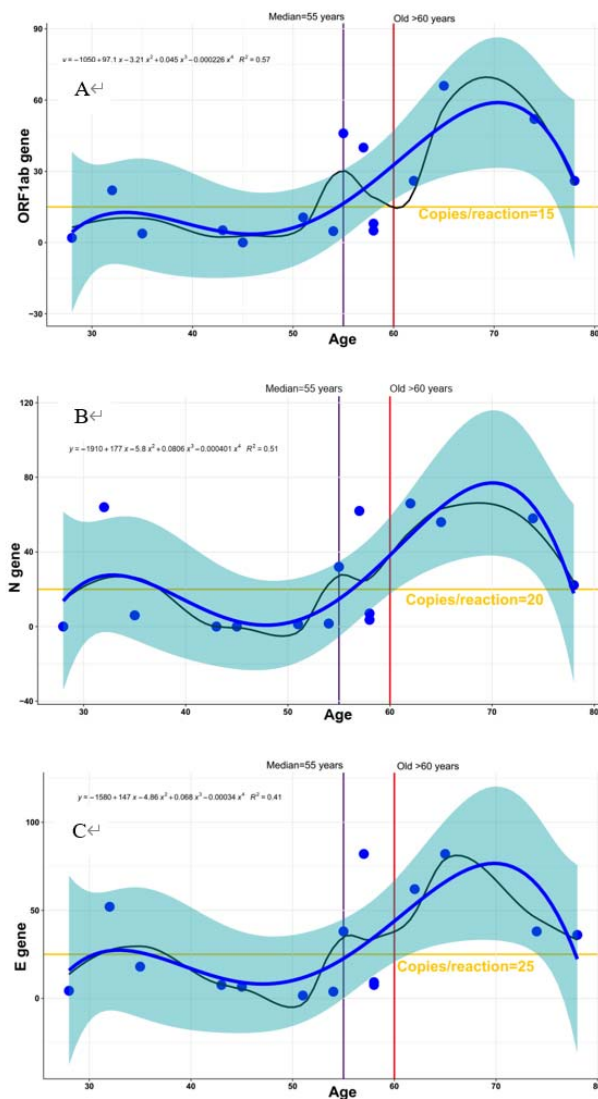 Median=55 years Old >60 years
y = −1050 + 97.1 x − 3.21 x² + 0.045 x³ − 0.000226 x⁴ R² = 0.57
A↵
90
60
30
0
−30
ORF1ab gene
Copies/reaction=15
30 40 50 60 70 80
Age
Median=55 years Old >60 years
y = −1910 + 177 x − 5.8 x² + 0.0806 x³ − 0.000401 x⁴ R² = 0.51
B↵
120
80
40
0
−40
N gene
Copies/reaction=20
30 40 50 60 70 80
Age
Median=55 years Old >60 years
y = −1580 + 147 x − 4.86 x² + 0.068 x³ − 0.00034 x⁴ R² = 0.41
C↵
100
50
0
E gene
Copies/reaction=25
30 40 50 60 70 80
Age